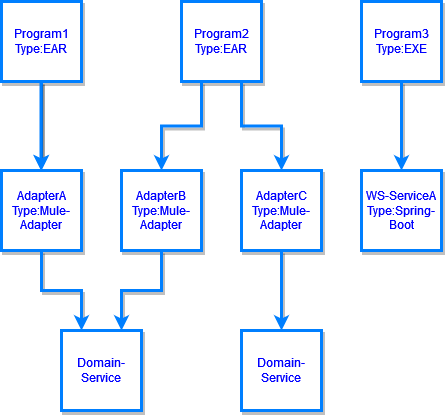 Program1
Type:EAR
Program2
Type:EAR
Program3
Type:EXE
AdapterA
Type:Mule-
Adapter
AdapterB
Type:Mule-
Adapter
AdapterC
Type:Mule-
Adapter
WS-ServiceA
Type:Spring-
Boot
Domain-
Service
Domain-
Service